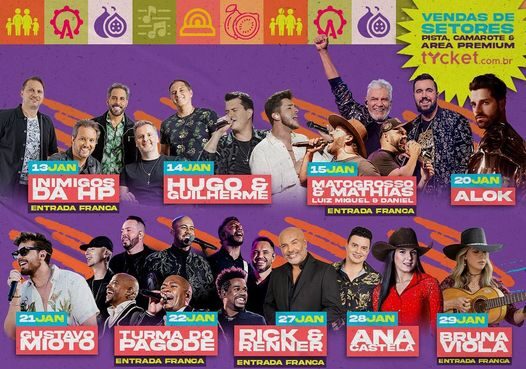 VENDAS DE
SETORES
PISTA, CAMAROTE &
ÁREA PREMIUM
tycket.com.br
13JAN
INIMIGOS
DA HP
ENTRADA FRANCA
14JAN
HUGO &
GUILHERME
15JAN
MATOGROSSO
& MATHIAS
LUIZ MIGUEL & DANIEL
ENTRADA FRANCA
20JAN
ALOK
21JAN
GUSTAVO
MIOTO
22JAN
TURMA DO
PAGODE
ENTRADA FRANCA
27JAN
RICK &
RENNER
ENTRADA FRANCA
28JAN
ANA
CASTELA
29JAN
BRUNA
VIOLA
ENTRADA FRANCA